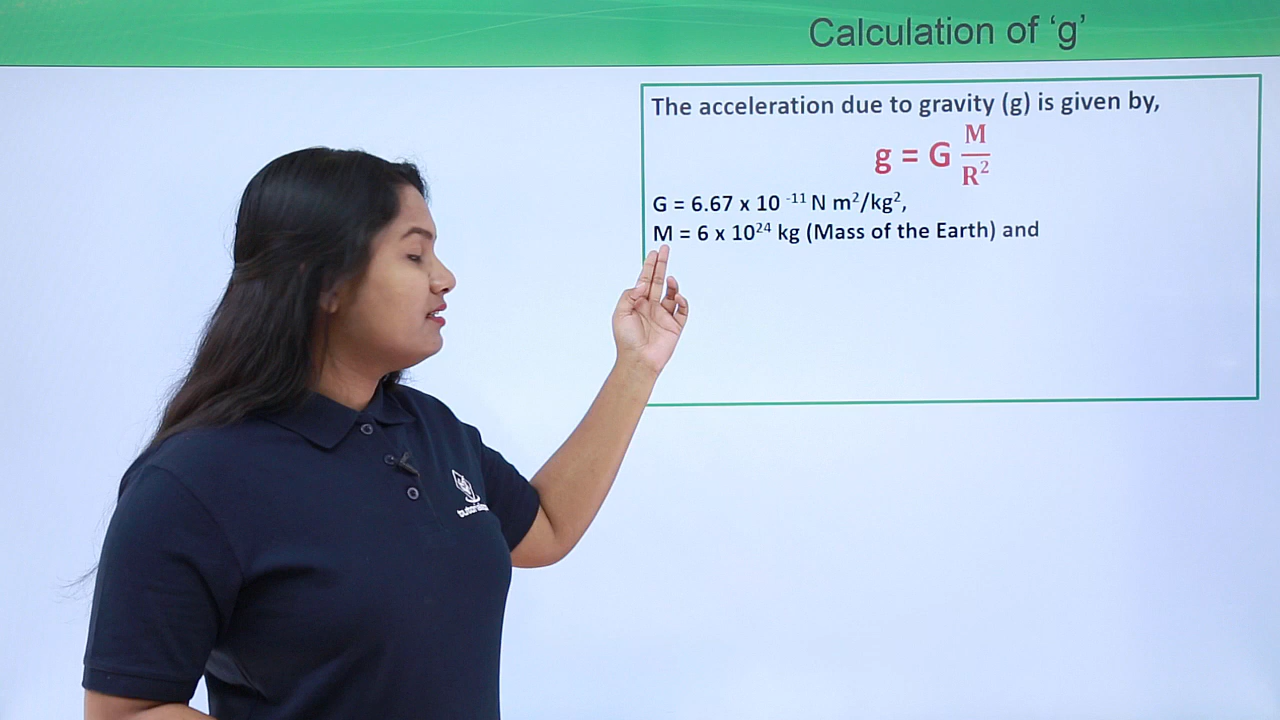 Calculation of ‘g’
The acceleration due to gravity (g) is given by,
g = G M/R²
G = 6.67 x 10 ⁻¹¹ N m²/kg²,
M = 6 x 10²⁴ kg (Mass of the Earth) and